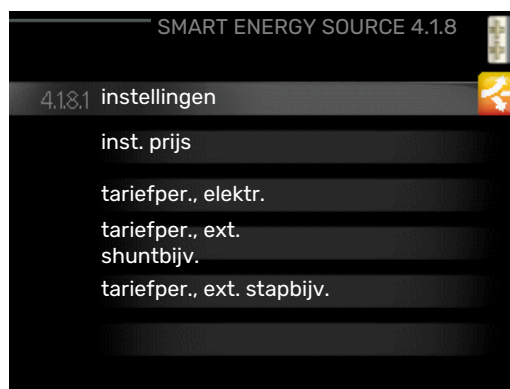 SMART ENERGY SOURCE 4.1.8
4.1.8.1 instellingen
inst. prijs
tariefper., elektr.
tariefper., ext.
shuntbijv.
tariefper., ext. stapbijv.